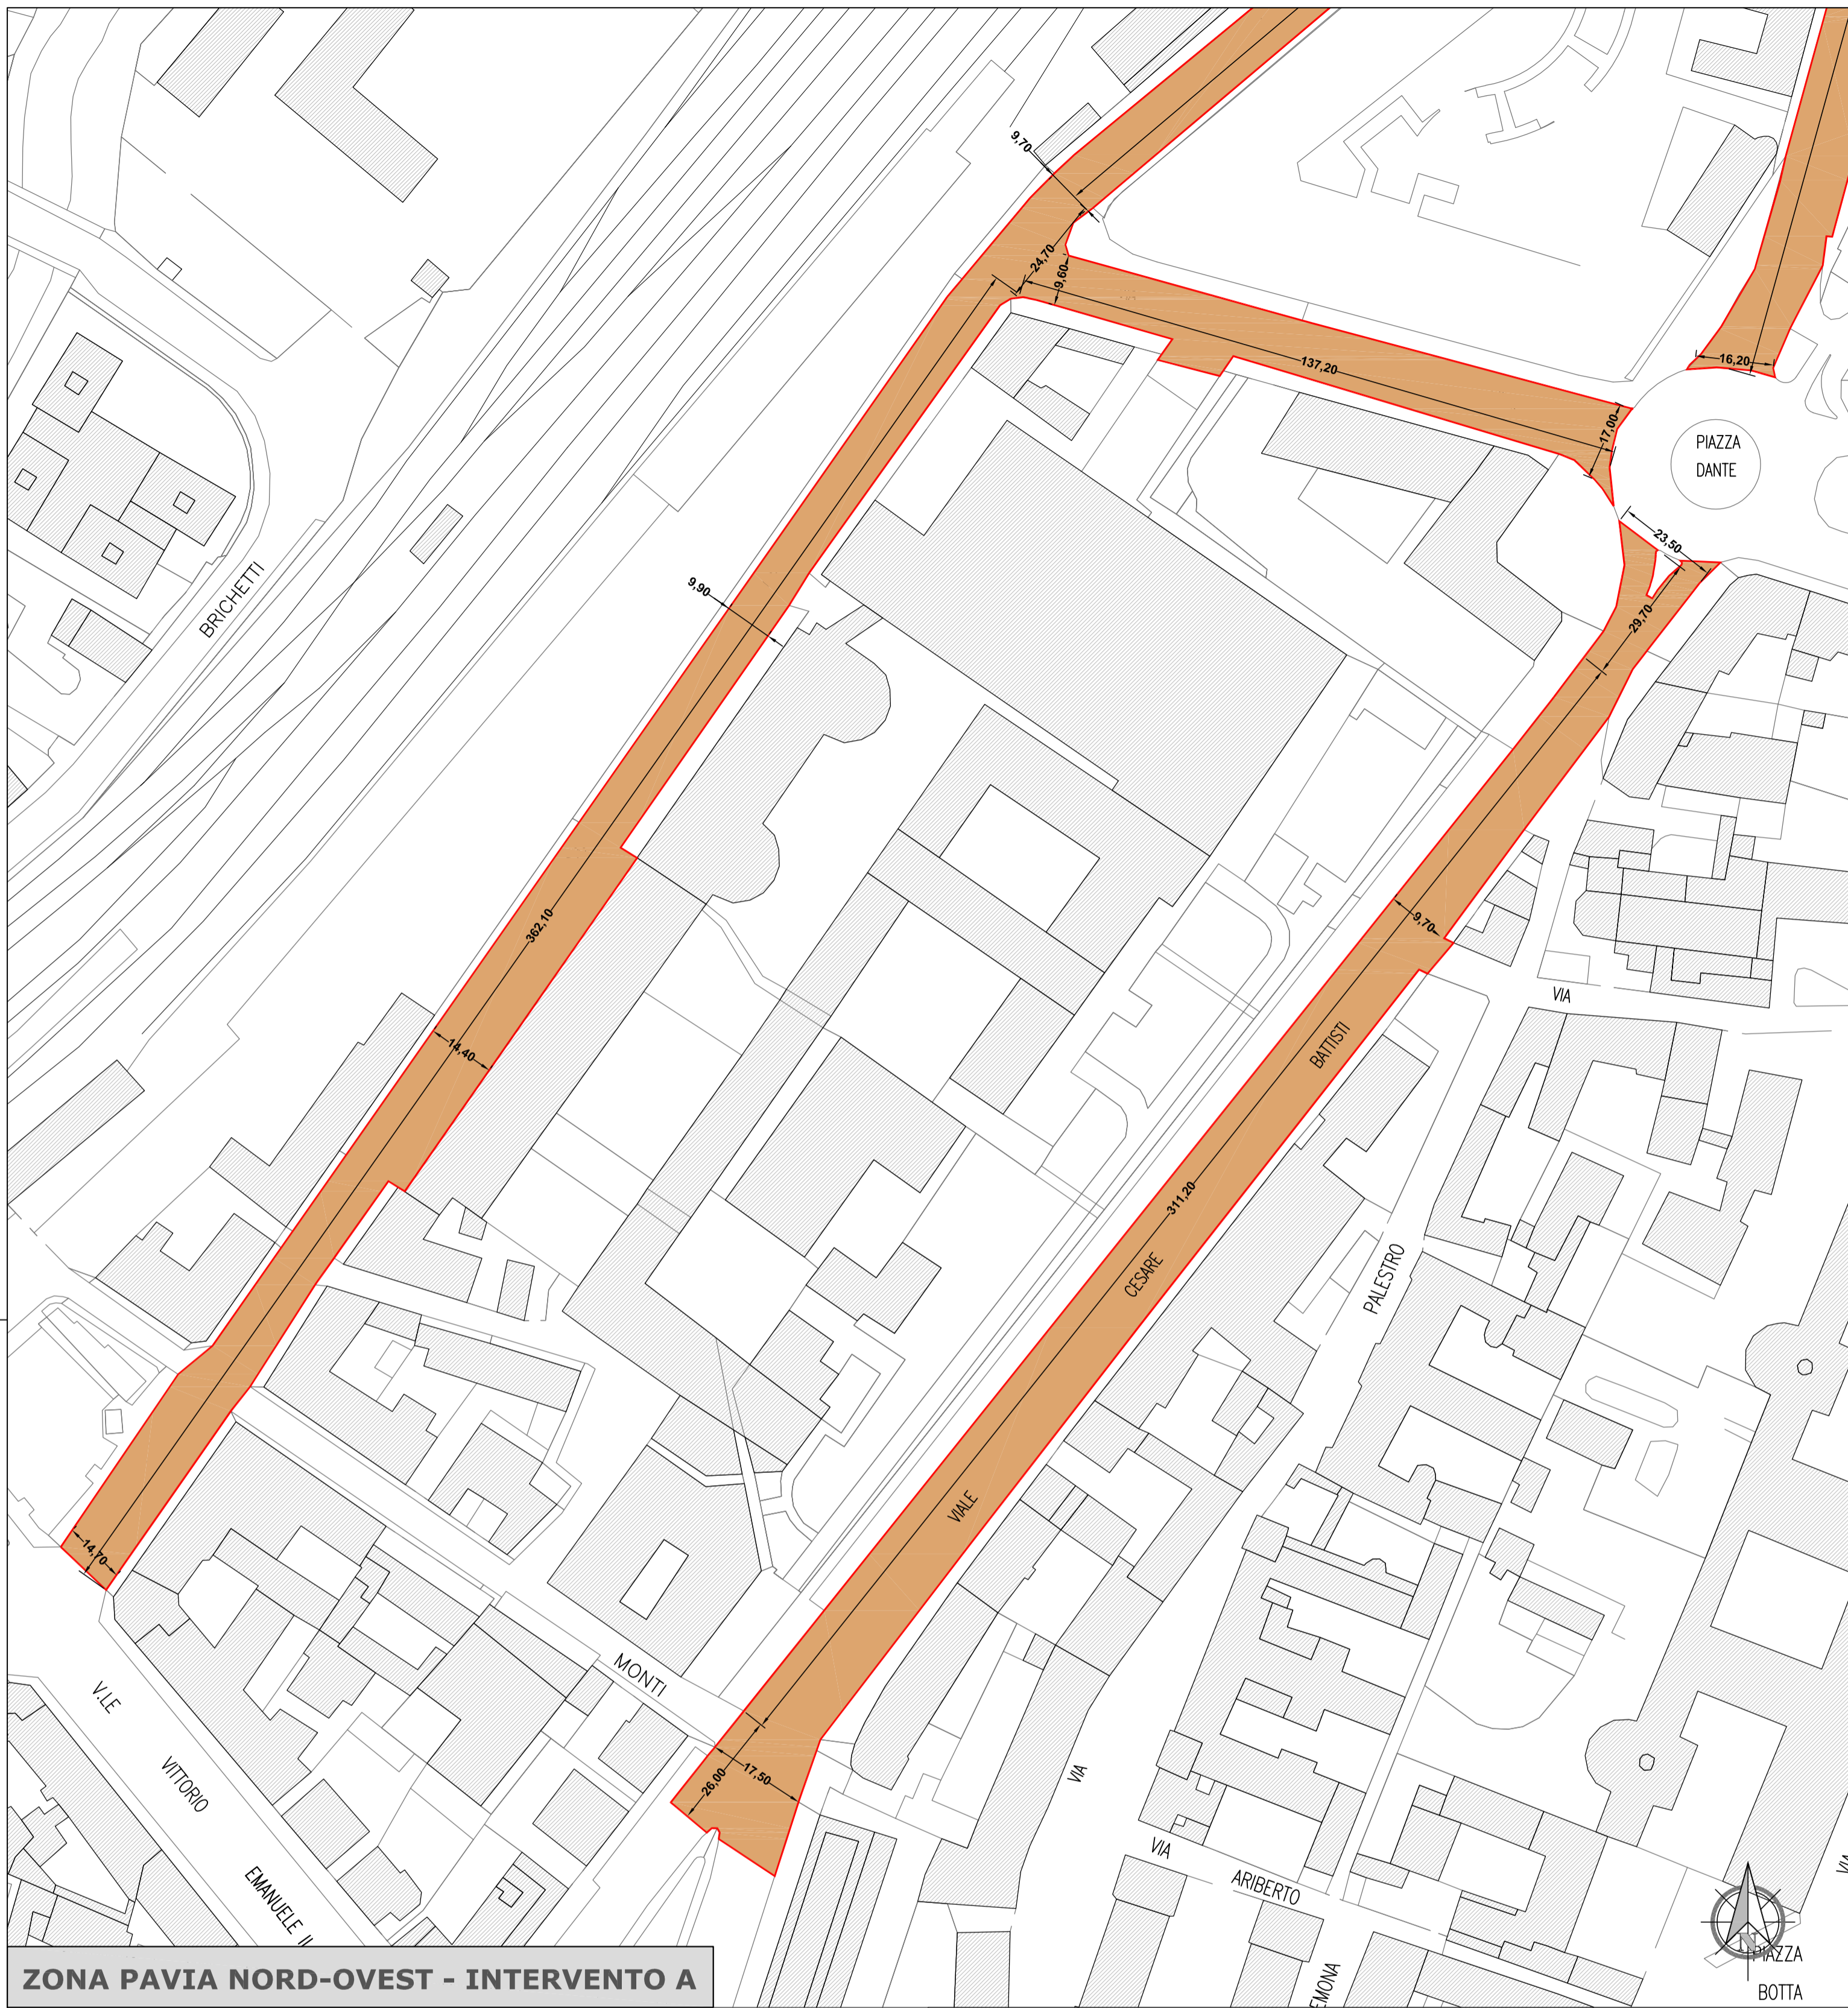 9,70
24,70
9,60
137,20
16,20
17,00
PIAZZA
DANTE
23,50
29,70
9,90
BRICHETTI
362,10
9,70
VIA
14,40
BATTISTI
311,20
CESARE
PALESTRO
VIALE
14,70
MONTI
V.LE
VITTORIO
EMANUELE II
26,00
17,50
VIA
VIA
ARIBERTO
VIA
N
PIAZZA
BOTTA
EMONA
ZONA PAVIA NORD-OVEST - INTERVENTO A